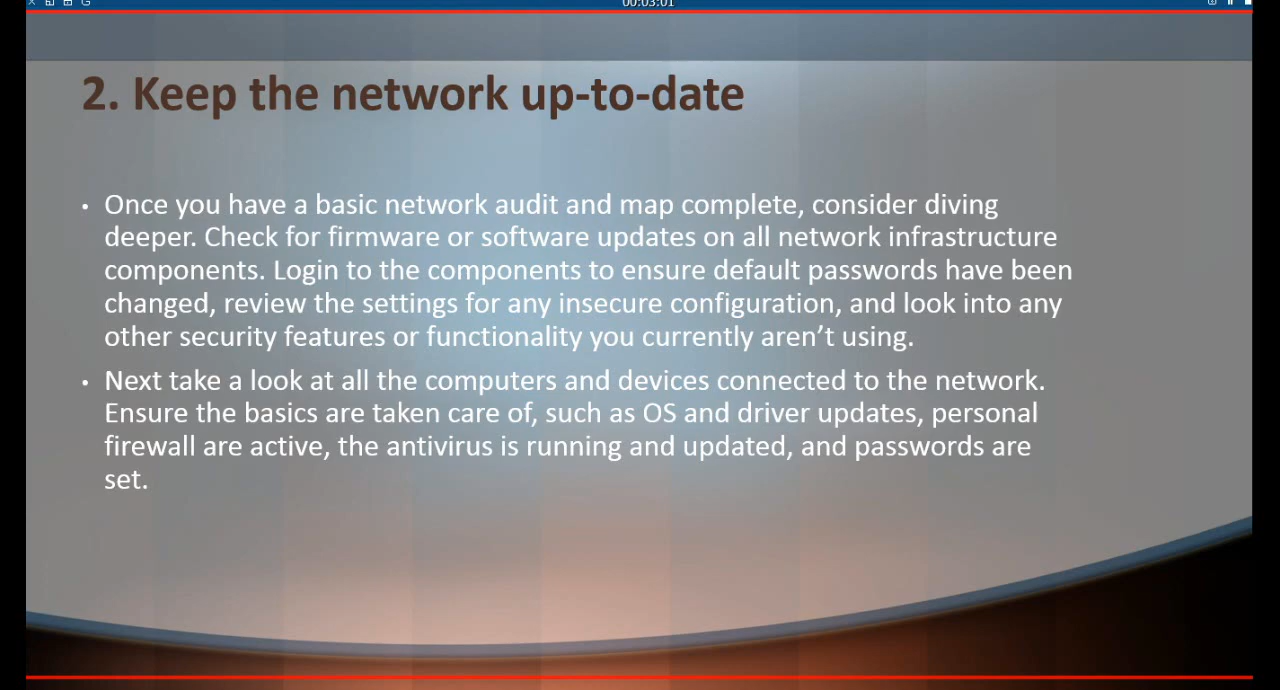 00:03:01
2. Keep the network up-to-date
• Once you have a basic network audit and map complete, consider diving
deeper. Check for firmware or software updates on all network infrastructure
components. Login to the components to ensure default passwords have been
changed, review the settings for any insecure configuration, and look into any
other security features or functionality you currently aren’t using.
• Next take a look at all the computers and devices connected to the network.
Ensure the basics are taken care of, such as OS and driver updates, personal
firewall are active, the antivirus is running and updated, and passwords are
set.